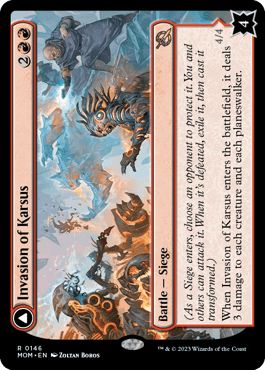 Invasion of Karsus
2
Battle — Siege
4/4
(As a Siege enters, choose an opponent to protect it. You and
others can attack it. When it's defeated, exile it, then cast it
transformed.)
When Invasion of Karsus enters the battlefield, it deals
3 damage to each creature and each planeswalker.
4
R 0146
MOM • EN ZOLTAN BOROS
™ & © 2023 Wizards of the Coast